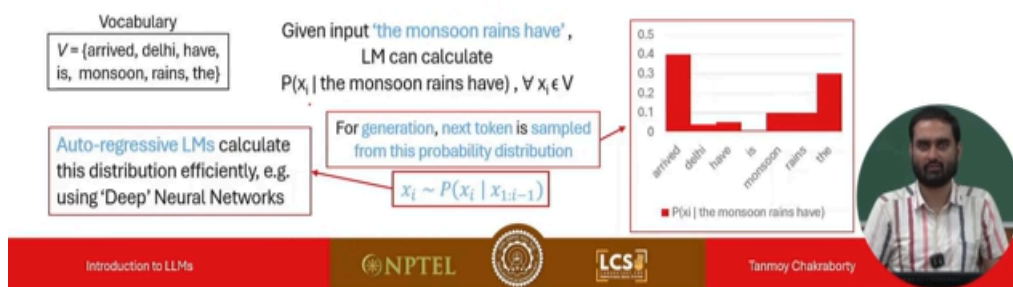 Vocabulary
V = {arrived, delhi, have,
is, monsoon, rains, the}
Given input ‘the monsoon rains have’ ,
LM can calculate
P(xᵢ | the monsoon rains have) , ∀ xᵢ ϵ V
For generation, next token is sampled
from this probability distribution
xᵢ ~ P(xᵢ | x₁:ᵢ₋₁)
Auto-regressive LMs calculate
this distribution efficiently, e.g.
using ‘Deep’ Neural Networks
0.5
0.4
0.3
0.2
0.1
0
arrived
delhi
have
is
monsoon
rains
the
P(xi | the monsoon rains have)
Introduction to LLMs
NPTEL
LCS
Tanmoy Chakraborty